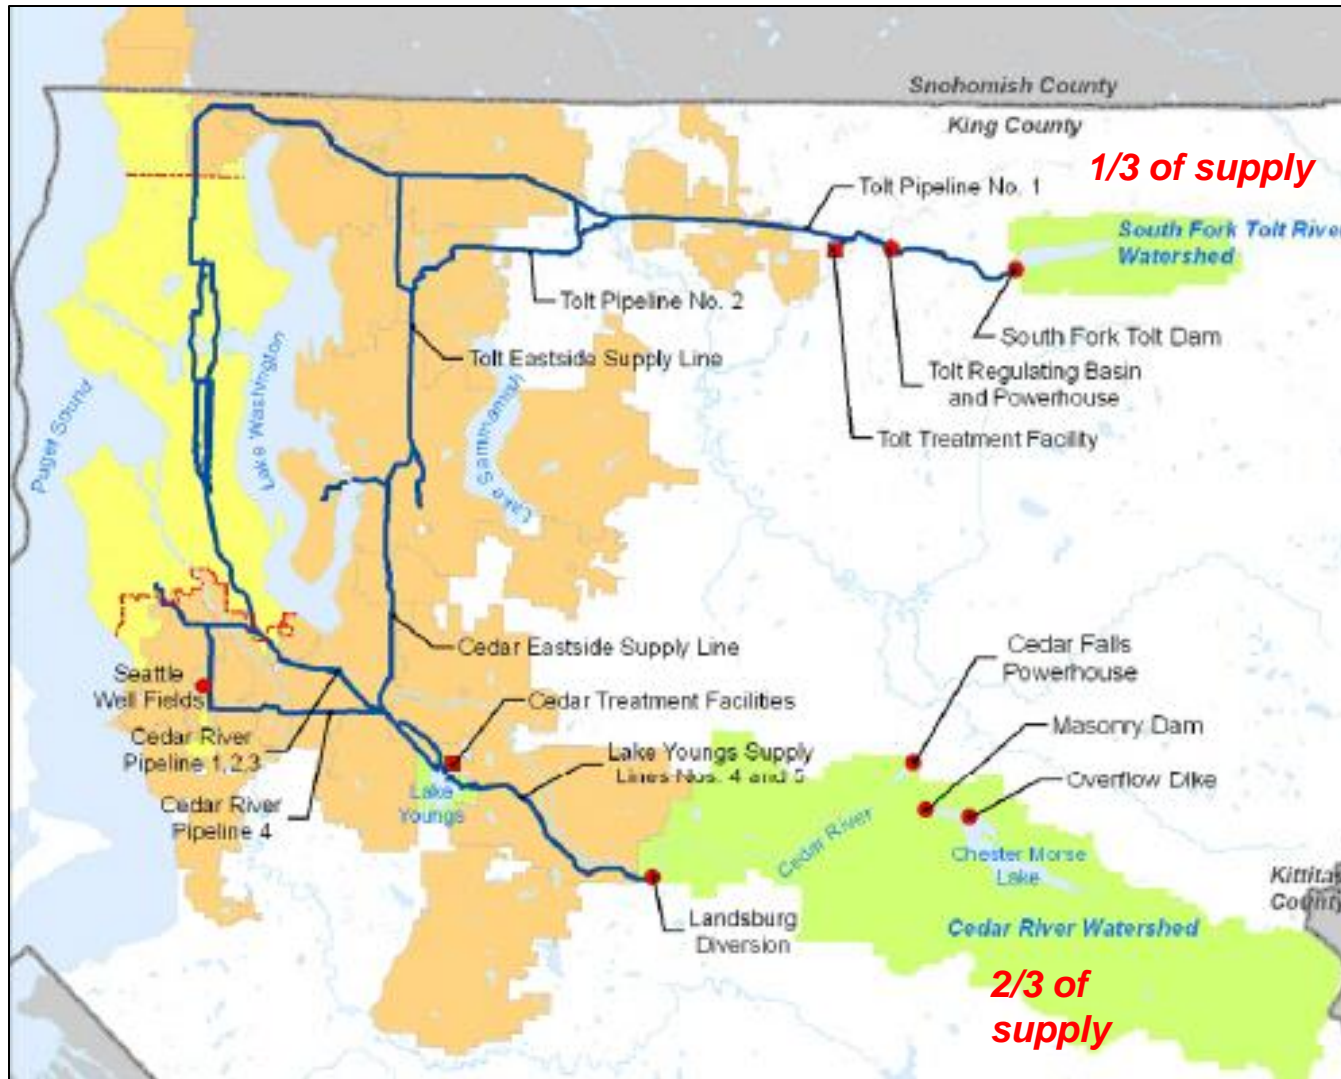 Snohomish County
King County
1/3 of supply
Tolt Pipeline No. 1
South Fork Tolt River
Watershed
Tolt Pipeline No. 2
South Fork Tolt Dam
Tolt Eastside Supply Line
Tolt Regulating Basin
and Powerhouse
Tolt Treatment Facility
Puget Sound
Lake Washington
Lake Sammamish
Cedar Eastside Supply Line
Cedar Falls
Powerhouse
Seattle
Well Fields
Cedar Treatment Facilities
Masonry Dam
Cedar River
Pipeline 1,2,3
Lake Youngs Supply
Lines Nos. 4 and 5
Overflow Dike
Cedar River
Pipeline 4
Lake
Youngs
Cedar River
Chester Morse
Lake
Kittitas
County
Landsburg
Diversion
Cedar River Watershed
2/3 of
supply